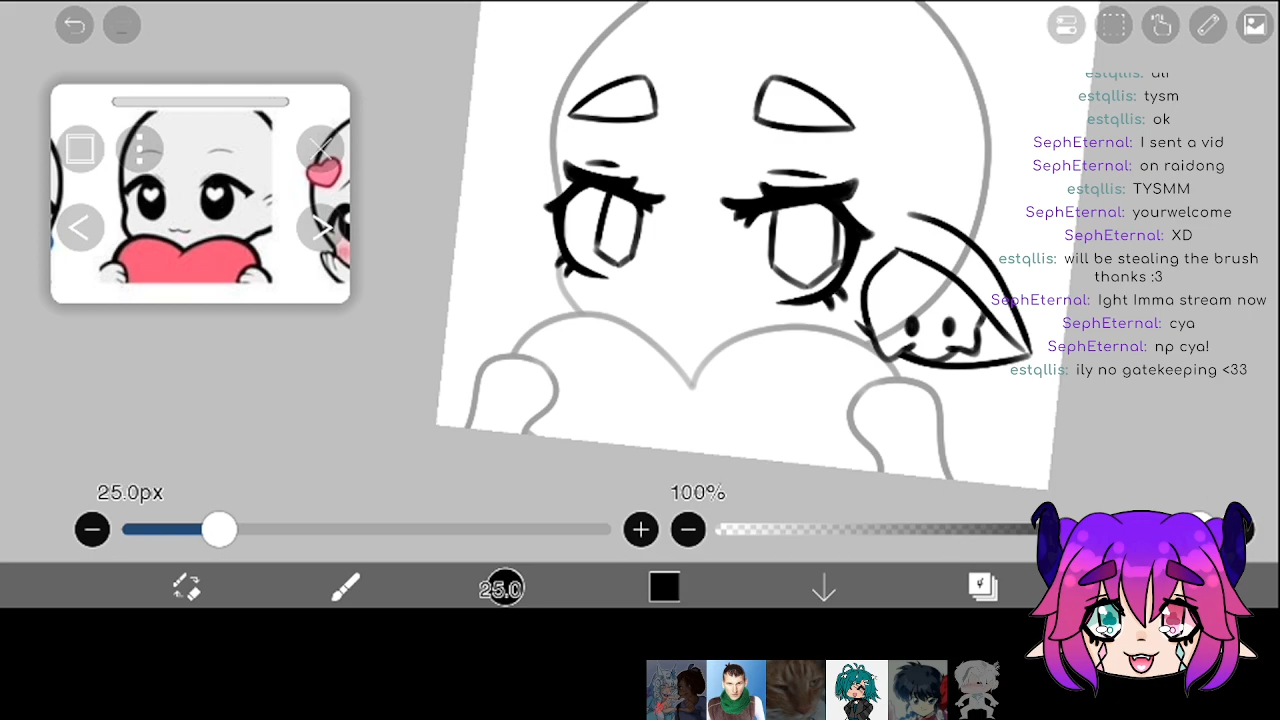 estqllis: all
estqllis: tysm
estqllis: ok
SephEternal: I sent a vid
SephEternal: on raidong
estqllis: TYSMM
SephEternal: yourwelcome
SephEternal: XD
estqllis: will be stealing the brush
thanks :3
SephEternal: Ight Imma stream now
SephEternal: cya
SephEternal: np cya!
estqllis: ily no gatekeeping <33
25.0px
100%
25.0